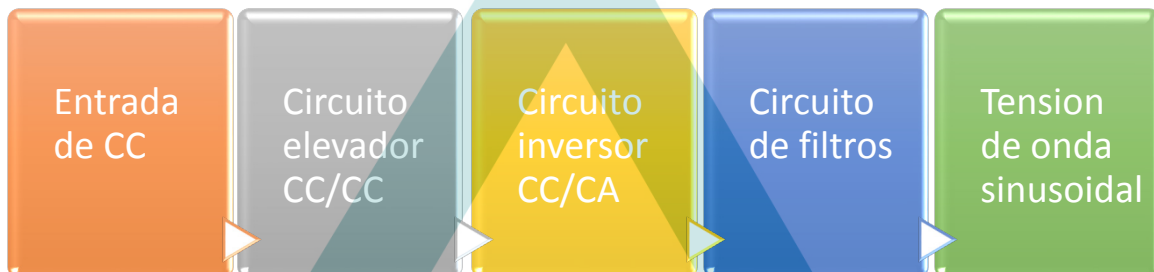 Entrada
de CC
Circuito
elevador
CC/CC
Circuito
inversor
CC/CA
Circuito
de filtros
Tension
de onda
sinusoidal